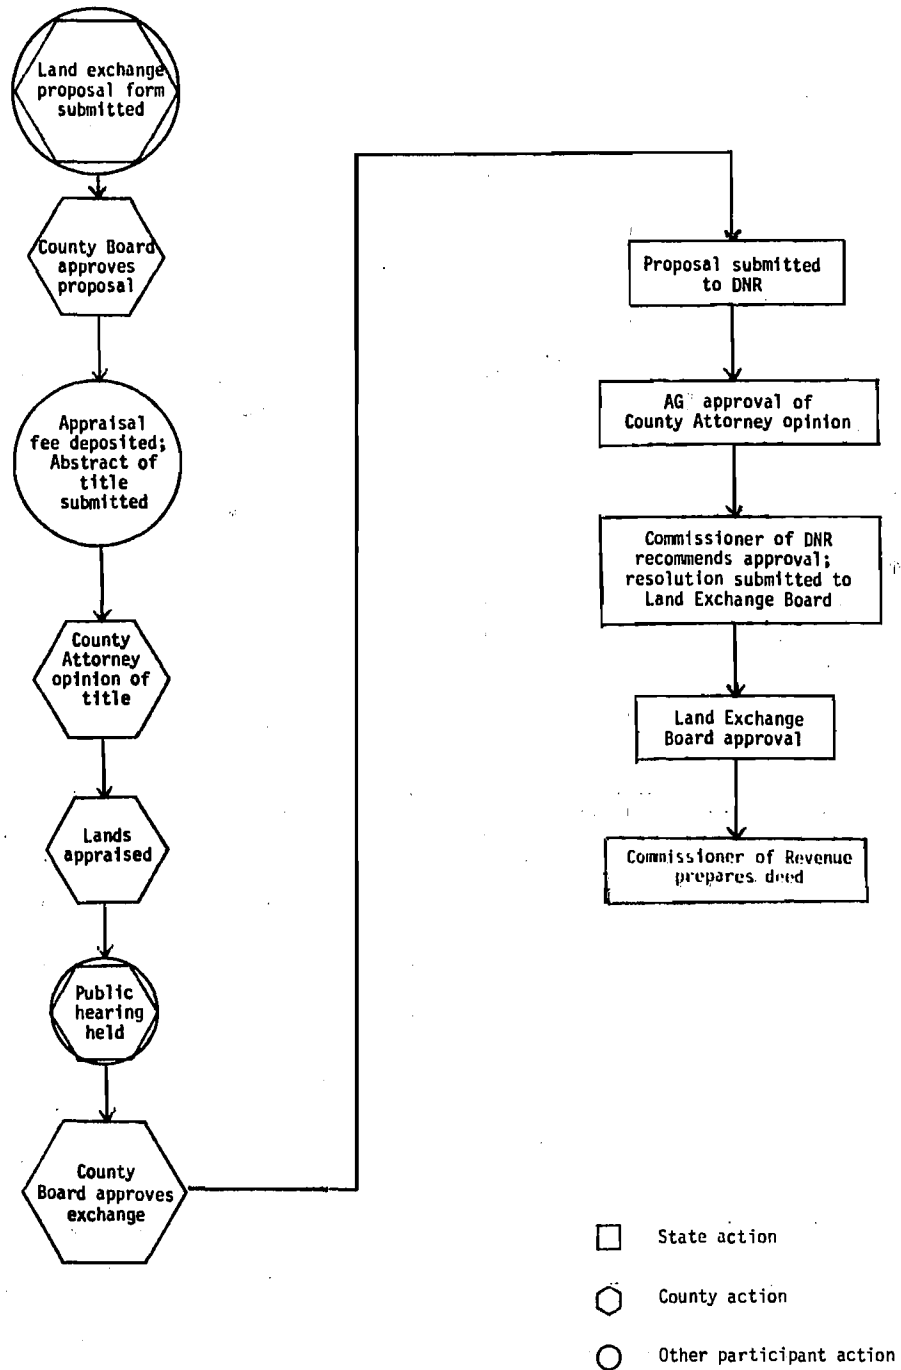 Land exchange
proposal form
submitted
County Board
approves
proposal
Appraisal
fee deposited;
Abstract of
title
submitted
County
Attorney
opinion of
title
Lands
appraised
Public
hearing
held
County
Board approves
exchange
Proposal submitted
to DNR
AG approval of
County Attorney opinion
Commissioner of DNR
recommends approval;
resolution submitted to
Land Exchange Board
Land Exchange
Board approval
Commissioner of Revenue
prepares deed
State action
County action
Other participant action